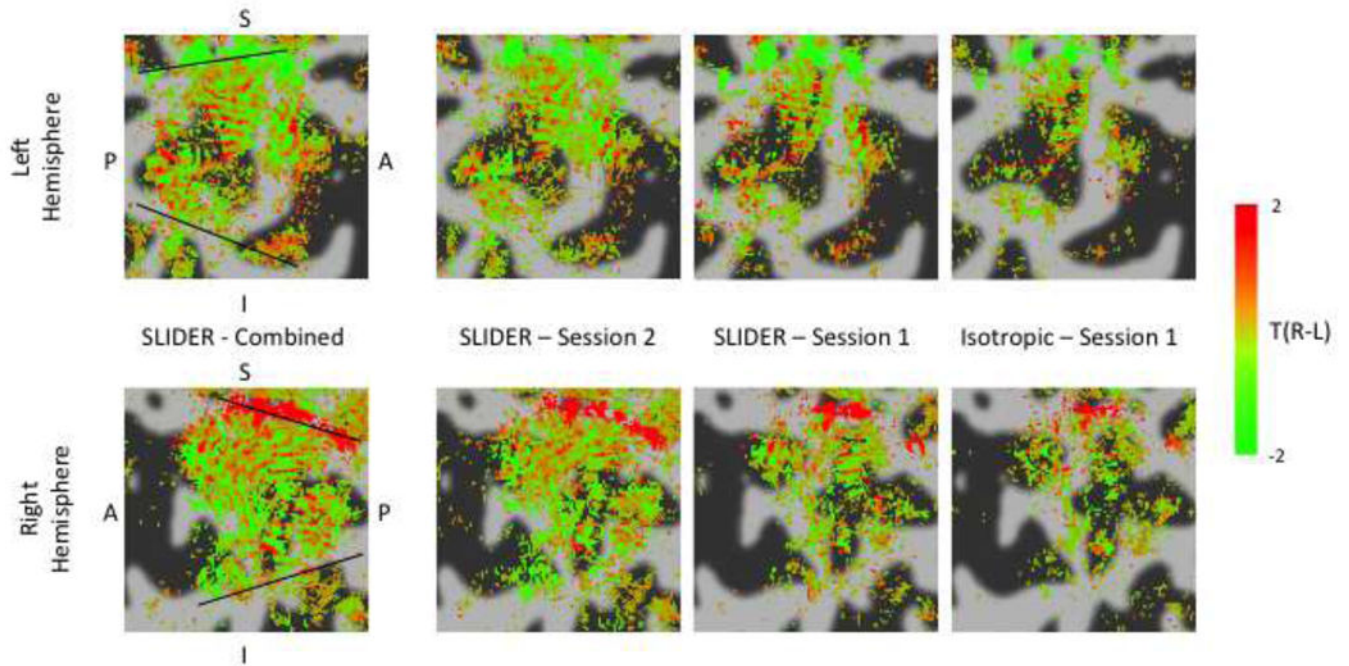 S
Left
Hemisphere
P
A
I
SLIDER - Combined
SLIDER – Session 2
SLIDER – Session 1
Isotropic – Session 1
2
T(R-L)
-2
S
Right
Hemisphere
A
P
I